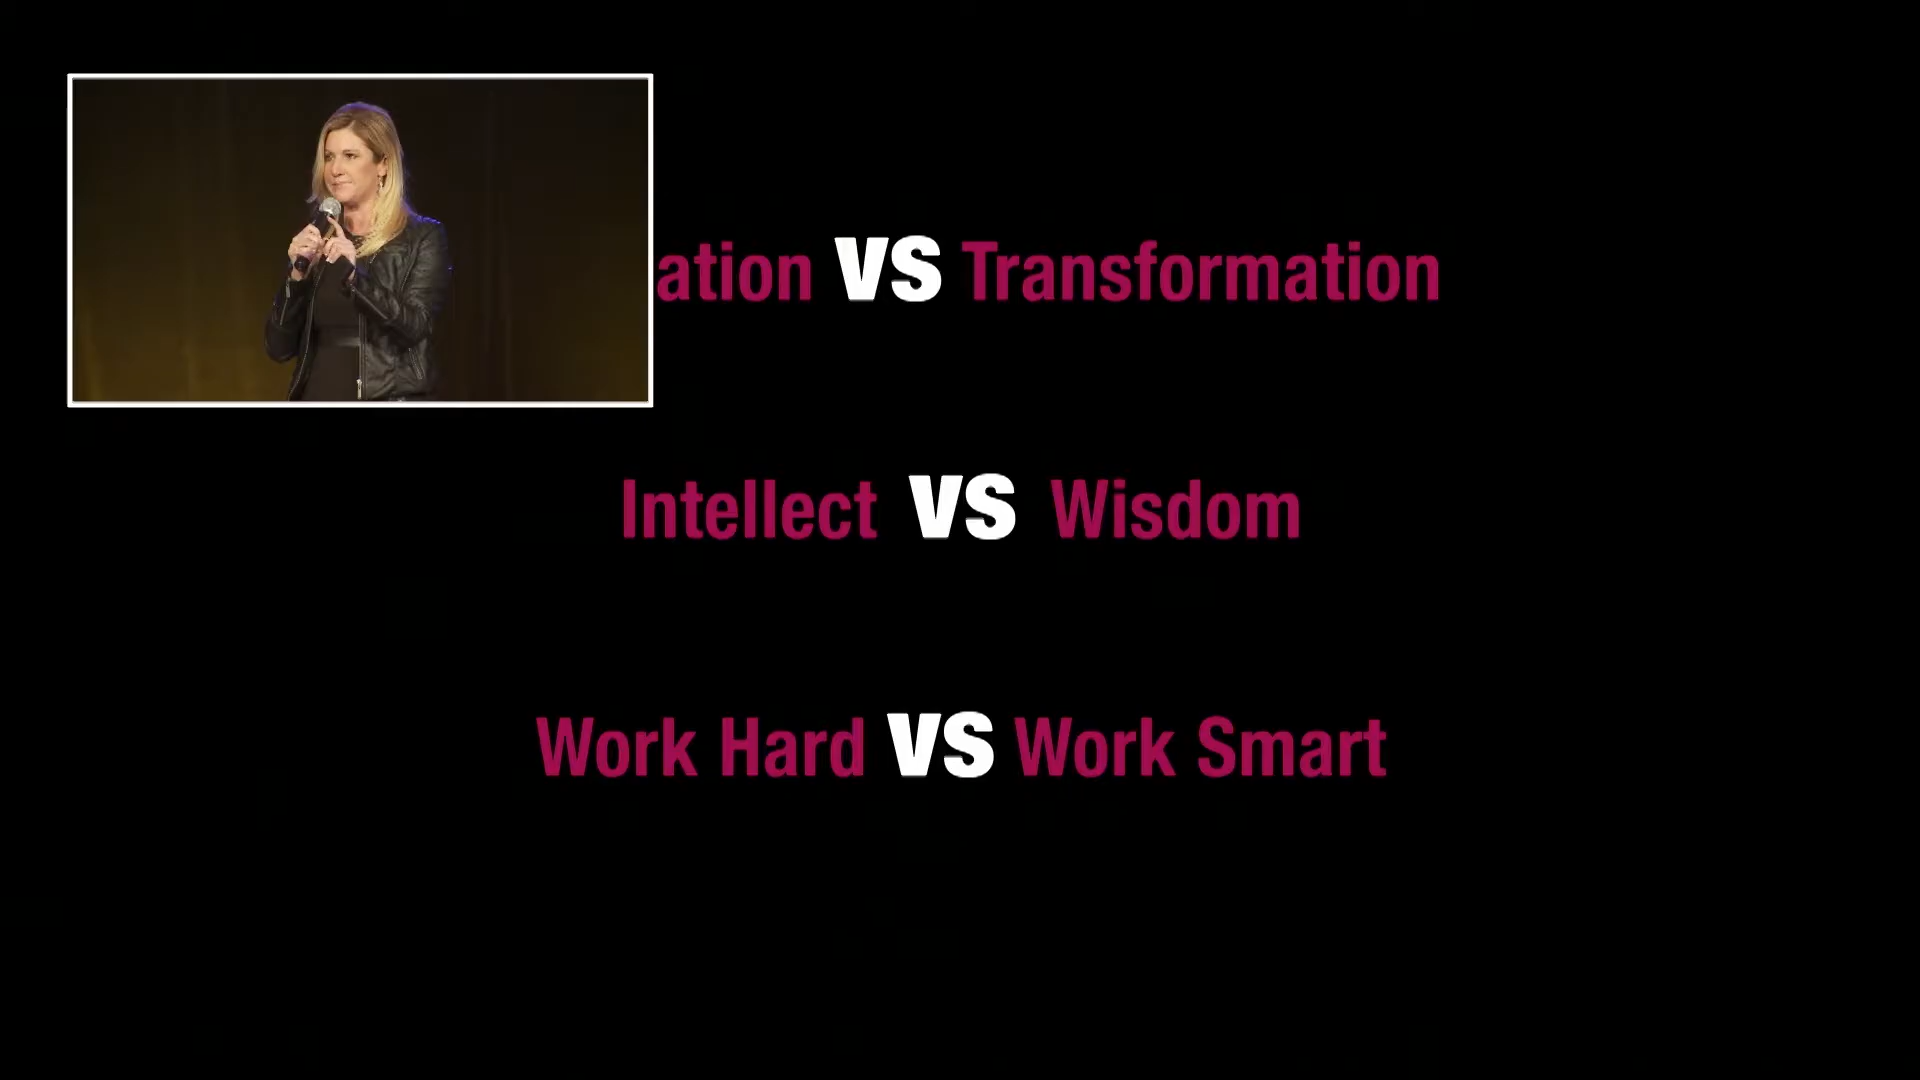 ation VS Transformation
Intellect VS Wisdom
Work Hard VS Work Smart